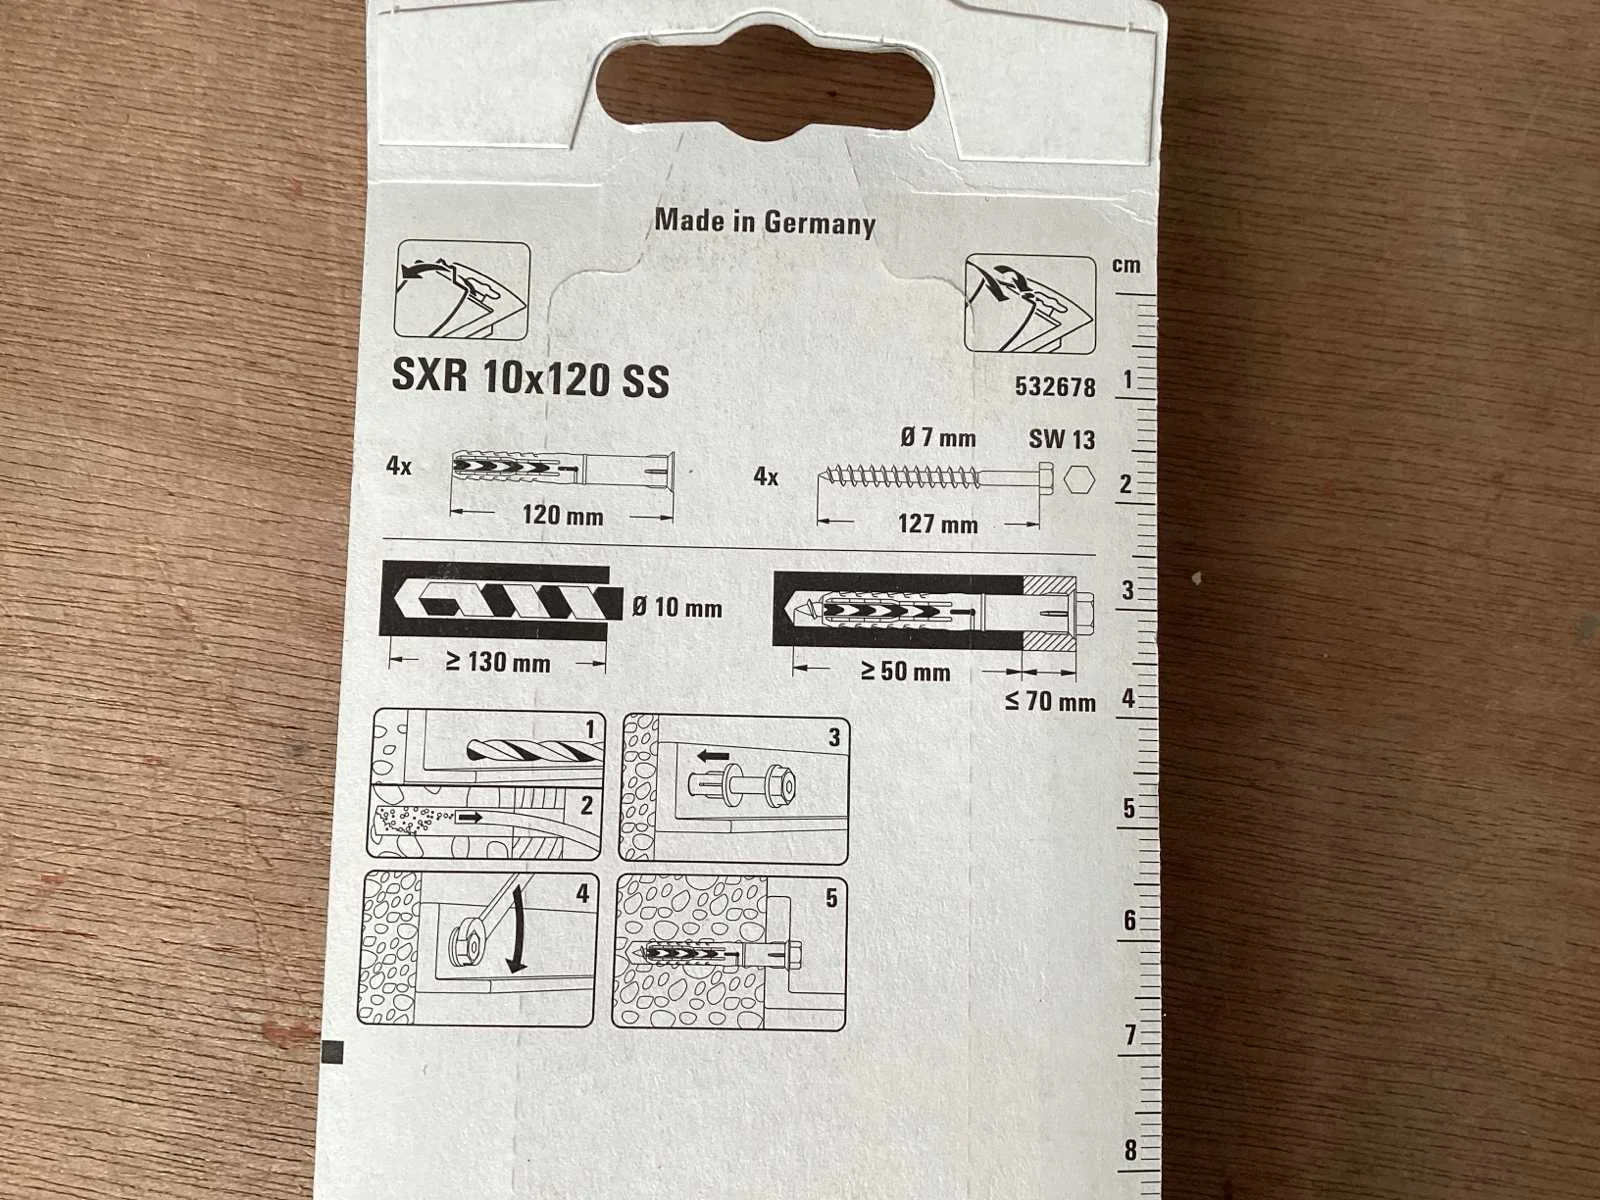 Made in Germany
cm
SXR 10x120 SS
532678
1
Ø 7 mm
SW 13
4x
4x
2
120 mm
127 mm
3
Ø 10 mm
≥ 130 mm
≥ 50 mm
≤ 70 mm
4
1
3
2
5
4
5
6
7
8